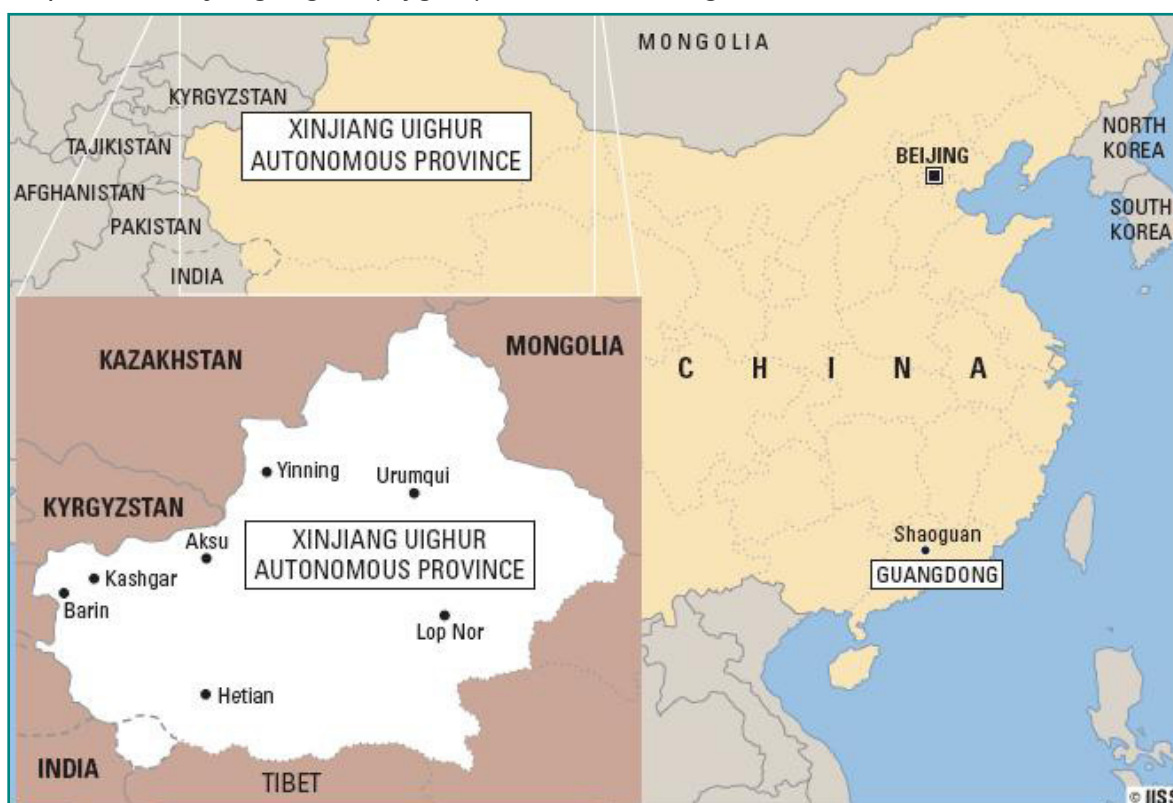 MONGOLIA
KYRGYZSTAN
XINJIANG UIGHUR
AUTONOMOUS PROVINCE
TAJIKISTAN
AFGHANISTAN
PAKISTAN
INDIA
BEIJING
NORTH
KOREA
SOUTH
KOREA
CHINA
Shaoguan
GUANGDONG
KAZAKHSTAN
MONGOLIA
Yinning
Urumqui
KYRGYZSTAN
Aksu
XINJIANG UIGHUR
AUTONOMOUS PROVINCE
Kashgar
Barin
Lop Nor
Hetian
INDIA
TIBET
© IISS